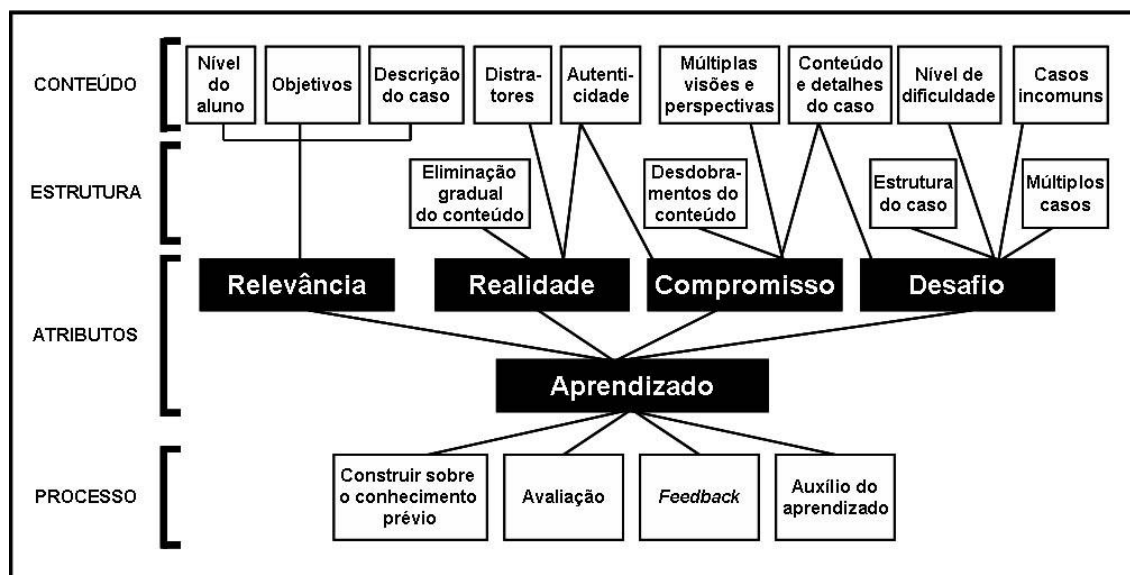 CONTEÚDO
Nível
do
aluno
Objetivos
Descrição
do caso
Distra-
tores
Autenti-
cidade
Múltiplas
visões e
perspectivas
Conteúdo
e detalhes
do caso
Nível de
dificuldade
Casos
incomuns
ESTRUTURA
Eliminação
gradual
do conteúdo
Desdobra-
mentos do
conteúdo
Estrutura
do caso
Múltiplos
casos
ATRIBUTOS
Relevância
Realidade
Compromisso
Desafio
Aprendizado
PROCESSO
Construir sobre
o conhecimento
prévio
Avaliação
Feedback
Auxílio do
aprendizado